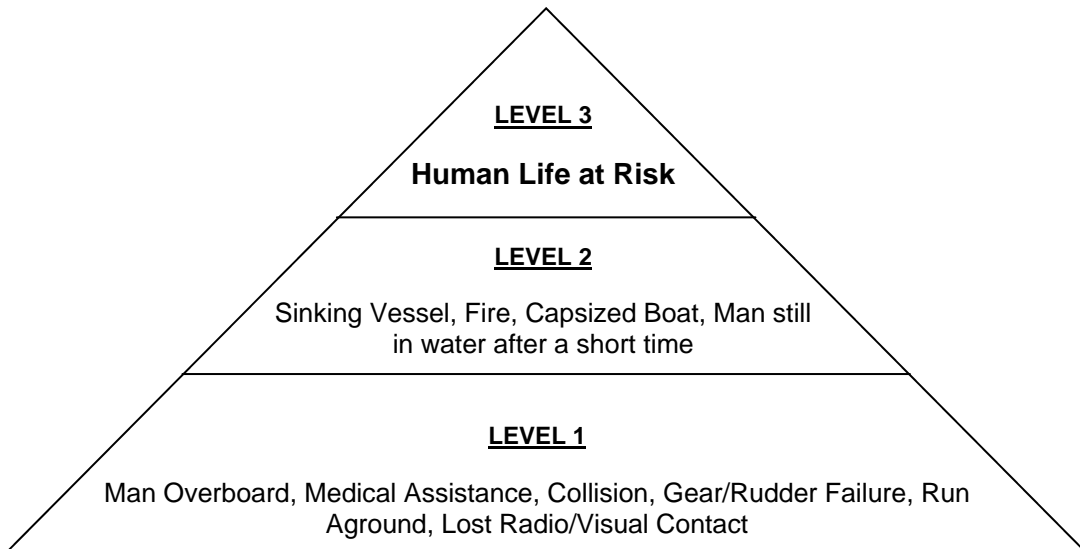 LEVEL 3
Human Life at Risk
LEVEL 2
Sinking Vessel, Fire, Capsized Boat, Man still
in water after a short time
LEVEL 1
Man Overboard, Medical Assistance, Collision, Gear/Rudder Failure, Run
Aground, Lost Radio/Visual Contact